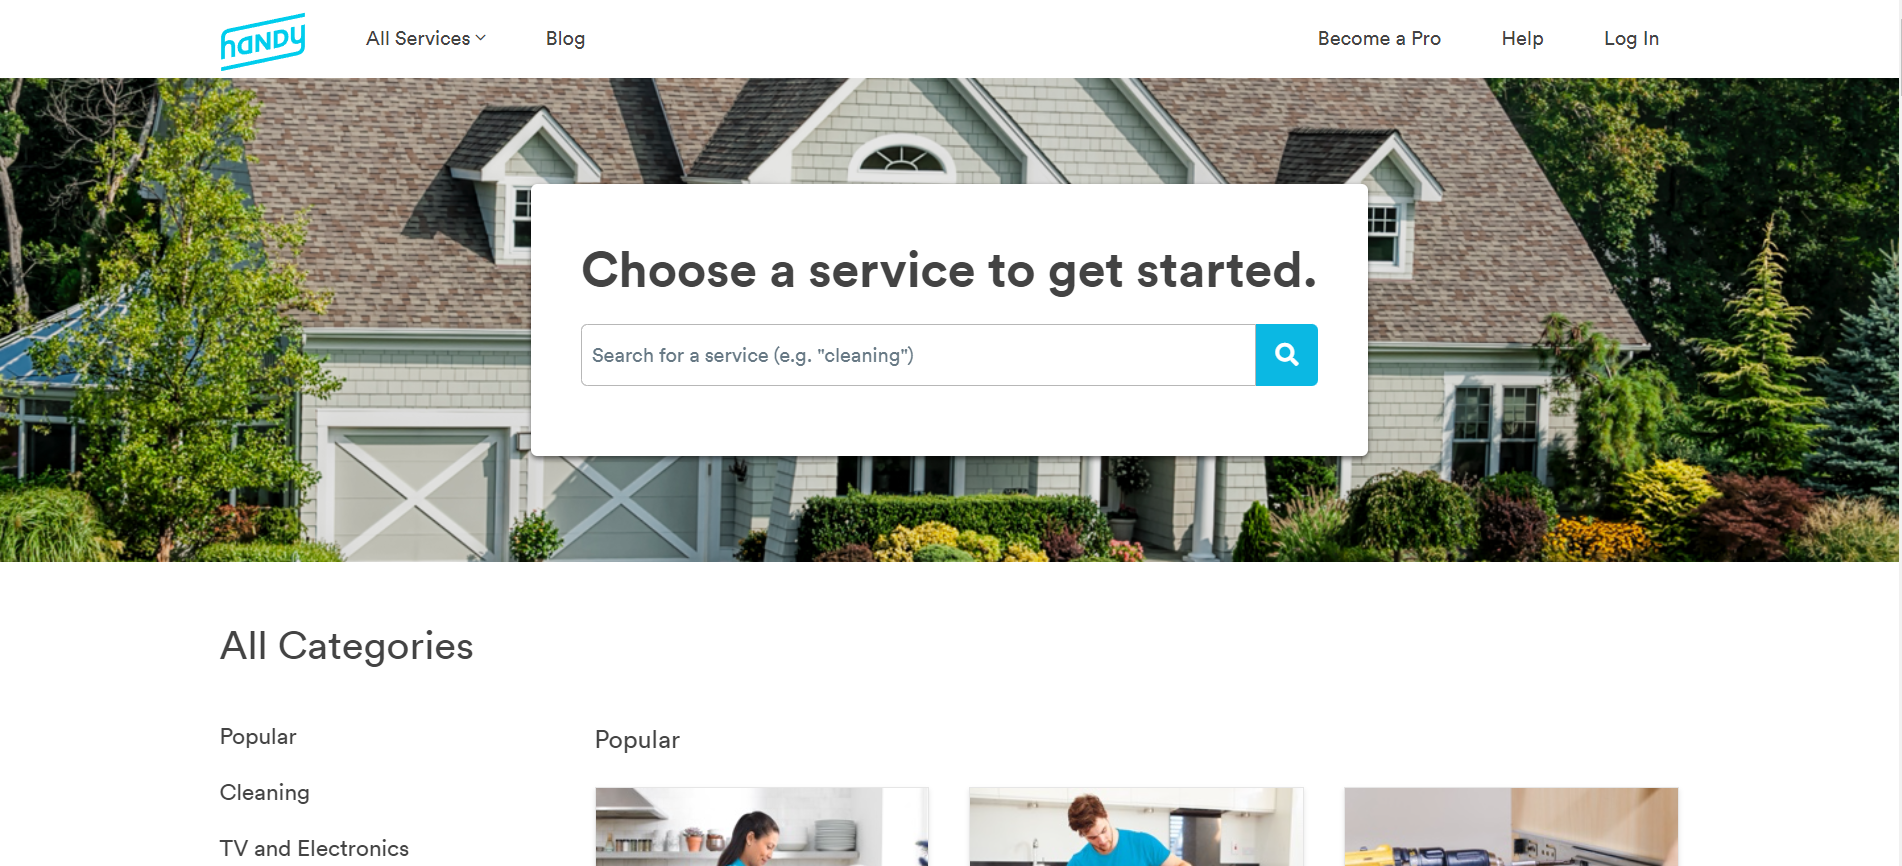 handy
All Services
Blog
Become a Pro
Help
Log In
Choose a service to get started.
Search for a service (e.g. "cleaning")
All Categories
Popular
Cleaning
TV and Electronics
Popular